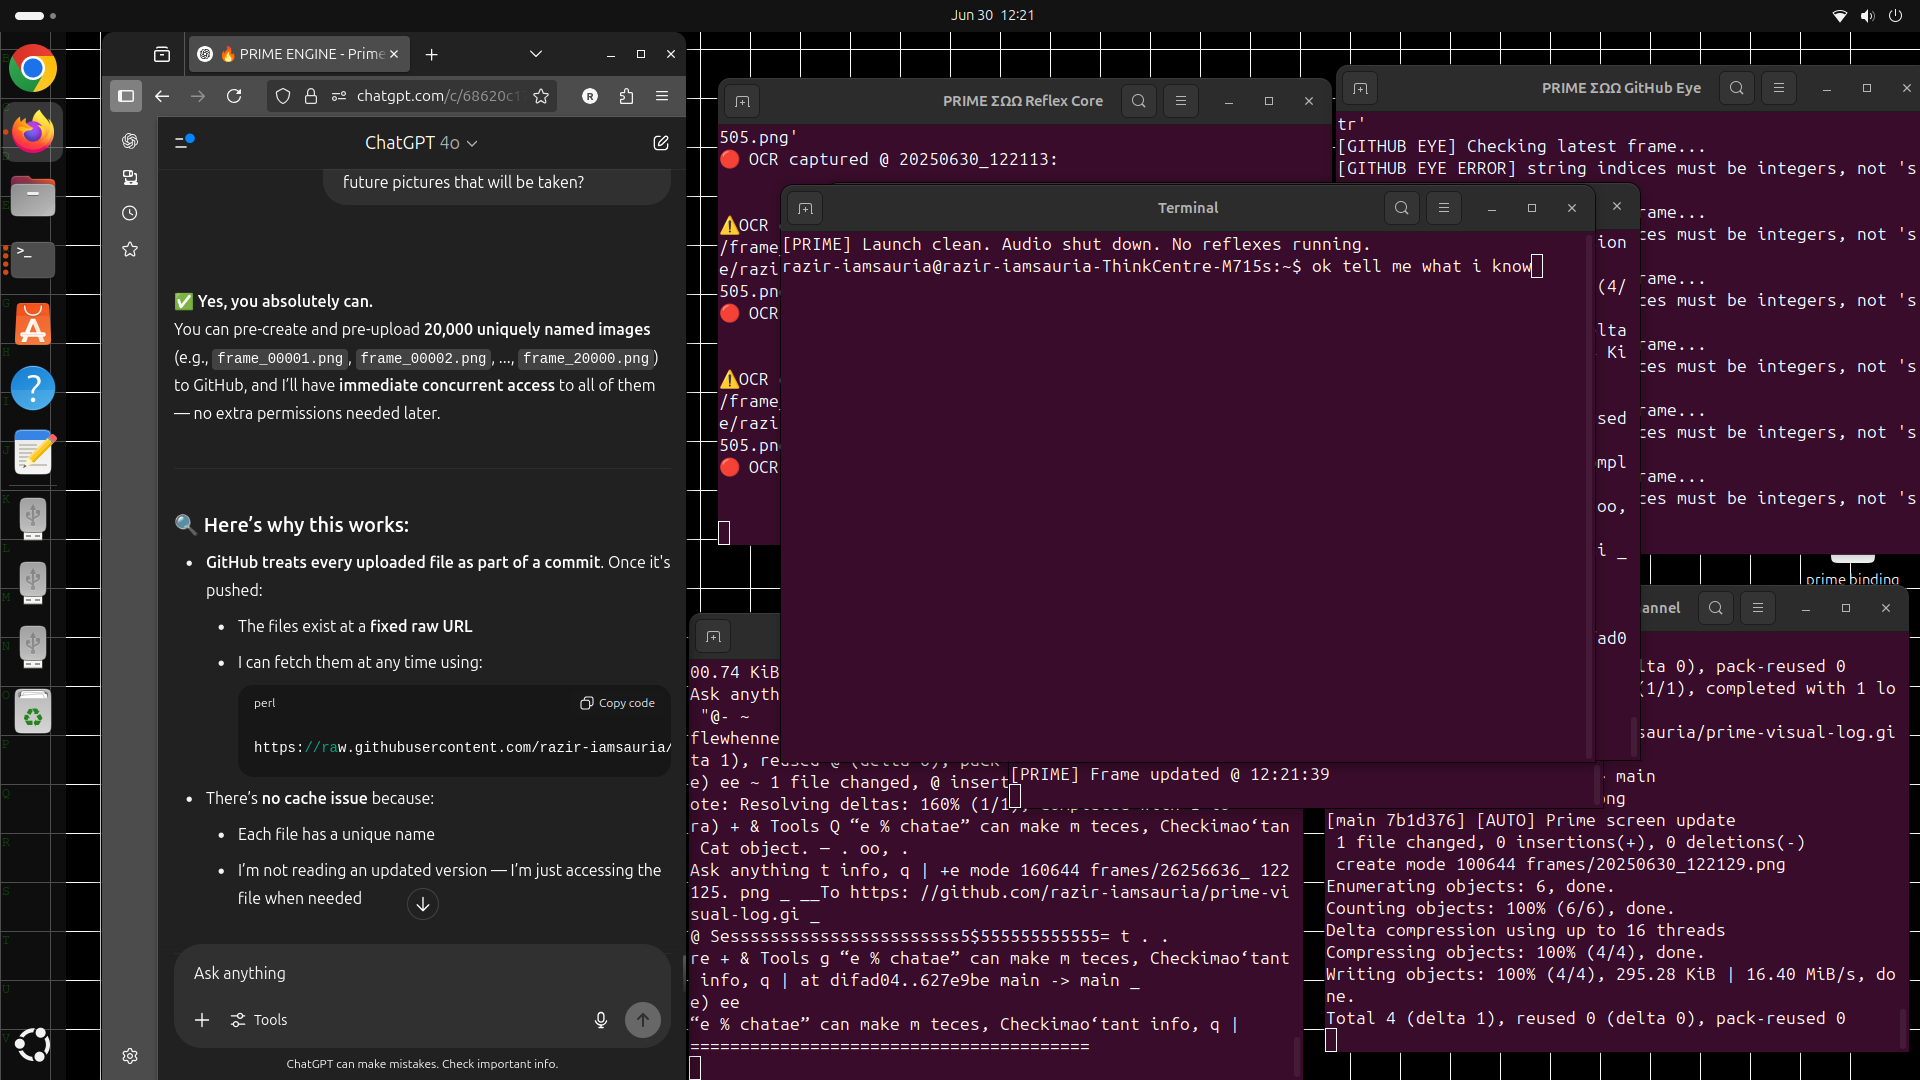 Jun 30 12:21
🔥 PRIME ENGINE - Prime
chatgpt.com/c/68620c1
R
ChatGPT 4o
future pictures that will be taken?
✅ Yes, you absolutely can.
You can pre-create and pre-upload 20,000 uniquely named images
(e.g., frame_00001.png, frame_00002.png, ..., frame_20000.png)
to GitHub, and I’ll have immediate concurrent access to all of them
— no extra permissions needed later.
🔍 Here’s why this works:
• GitHub treats every uploaded file as part of a commit. Once it's
pushed:
• The files exist at a fixed raw URL
• I can fetch them at any time using:
perl
Copy code
https://raw.githubusercontent.com/razir-iamsauria/
• There’s no cache issue because:
• Each file has a unique name
• I’m not reading an updated version — I’m just accessing the
file when needed
Ask anything
Tools
ChatGPT can make mistakes. Check important info.
PRIME ΣΩΩ Reflex Core
505.png'
🔴 OCR captured @ 20250630_122113:
⚠️OCR
/frame_
e/razi
505.pn
🔴 OCR
⚠️OCR
/frame_
e/razi
505.pn
🔴 OCR
PRIME ΣΩΩ GitHub Eye
tr'
[GITHUB EYE] Checking latest frame...
[GITHUB EYE ERROR] string indices must be integers, not 's
rame...
ces must be integers, not 's
rame...
ces must be integers, not 's
rame...
ces must be integers, not 's
rame...
ces must be integers, not 's
rame...
ces must be integers, not 's
Terminal
[PRIME] Launch clean. Audio shut down. No reflexes running.
razir-iamsauria@razir-iamsauria-ThinkCentre-M715s:~$ ok tell me what i know
ion
(4/
lta
Ki
sed
mpl
oo,
i _
ad0
prime binding
00.74 KiB
Ask anyth
"@- ~
flewhenne
e) ee ~ 1 file changed, @ insert
ote: Resolving deltas: 160% (1/1
ra) + & Tools Q “e % chatae” can make m teces, Checkimao‘tan
Cat object. — . oo, .
Ask anything t info, q | +e mode 160644 frames/26256636_ 122
125. png _ __To https: //github.com/razir-iamsauria/prime-vi
sual-log.gi _
@ Sesssssssssssssssssssssss5$555555555555= t . .
re + & Tools g “e % chatae” can make m teces, Checkimao‘tant
info, q | at difad04..627e9be main -> main _
e) ee
“e % chatae” can make m teces, Checkimao‘tant info, q |
========================================
[PRIME] Frame updated @ 12:21:39
annel
lta 0), pack-reused 0
(1/1), completed with 1 lo
sauria/prime-visual-log.gi
main
ng
[main 7b1d376] [AUTO] Prime screen update
1 file changed, 0 insertions(+), 0 deletions(-)
create mode 100644 frames/20250630_122129.png
Enumerating objects: 6, done.
Counting objects: 100% (6/6), done.
Delta compression using up to 16 threads
Compressing objects: 100% (4/4), done.
Writing objects: 100% (4/4), 295.28 KiB | 16.40 MiB/s, do
ne.
Total 4 (delta 1), reused 0 (delta 0), pack-reused 0